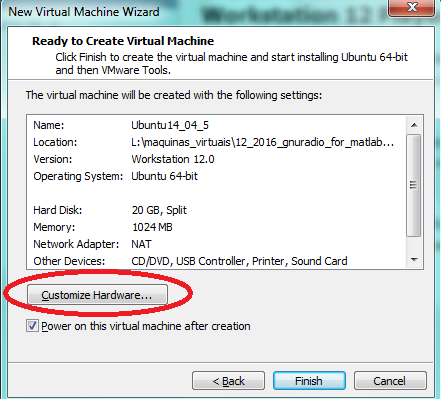 New Virtual Machine Wizard
Workstation 12
Ready to Create Virtual Machine
Click Finish to create the virtual machine and start installing Ubuntu 64-bit
and then VMware Tools.
The virtual machine will be created with the following settings:
Name: Ubuntu14_04_5
Location: L:\maquinas_virtuais\12_2016_gnuradio_for_matlab...
Version: Workstation 12.0
Operating System: Ubuntu 64-bit
Hard Disk: 20 GB, Split
Memory: 1024 MB
Network Adapter: NAT
Other Devices: CD/DVD, USB Controller, Printer, Sound Card
Customize Hardware...
Power on this virtual machine after creation
< Back
Finish
Cancel